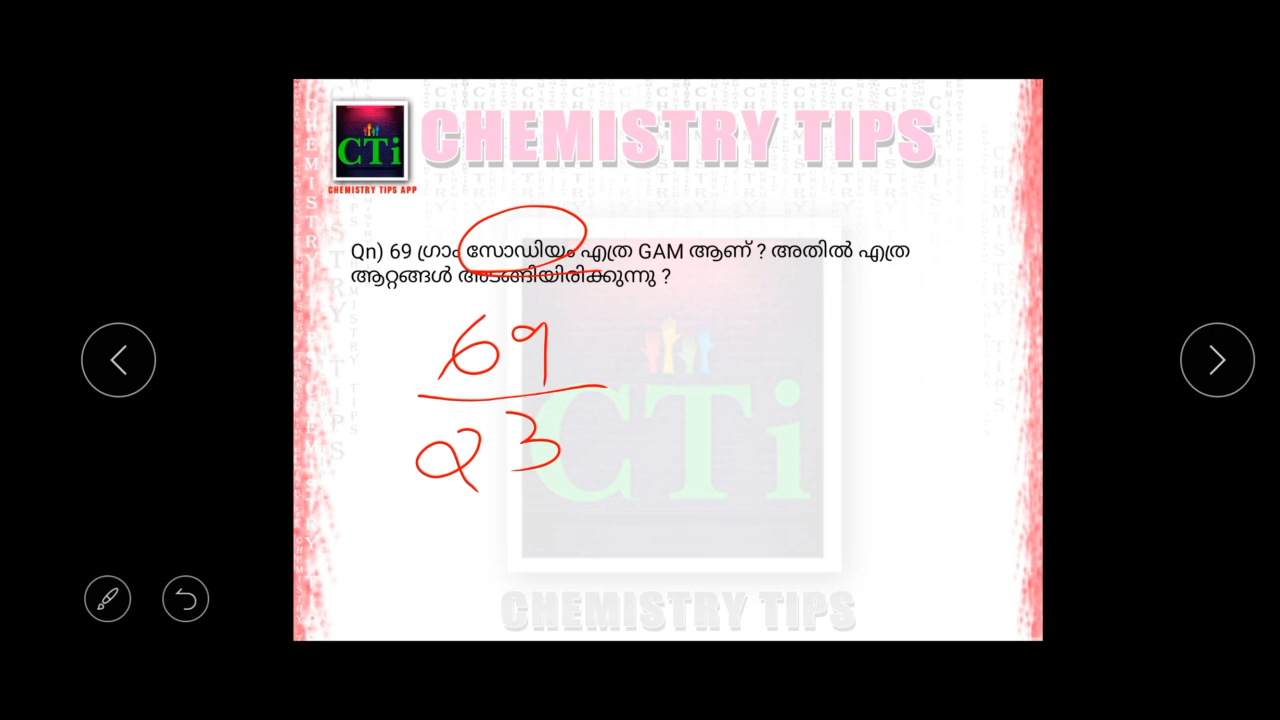 CTi
CHEMISTRY TIPS
CHEMISTRY TIPS APP
Qn) 69 ഗ്രാം സോഡിയം എത്ര GAM ആണ് ? അതിൽ എത്ര
ആറ്റങ്ങൾ അടങ്ങിയിരിക്കുന്നു ?
69
23
CTi
CHEMISTRY TIPS